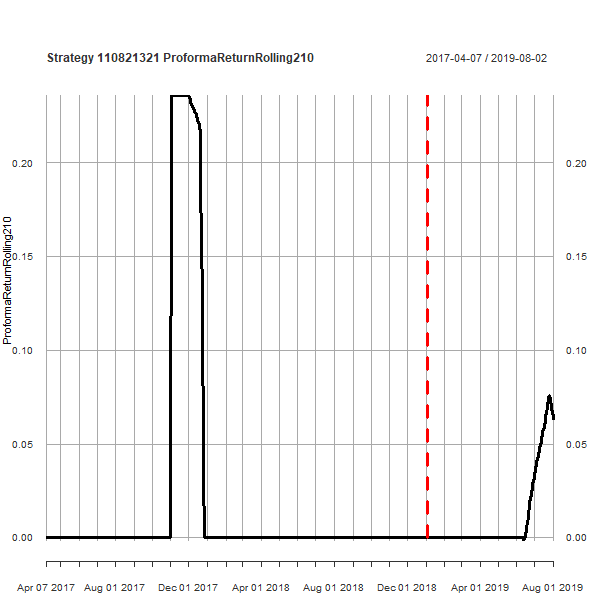 Strategy 110821321 ProformaReturnRolling210
2017-04-07 / 2019-08-02
ProformaReturnRolling210
0.20
0.15
0.10
0.05
0.00
0.20
0.15
0.10
0.05
0.00
Apr 07 2017
Aug 01 2017
Dec 01 2017
Apr 01 2018
Aug 01 2018
Dec 01 2018
Apr 01 2019
Aug 01 2019